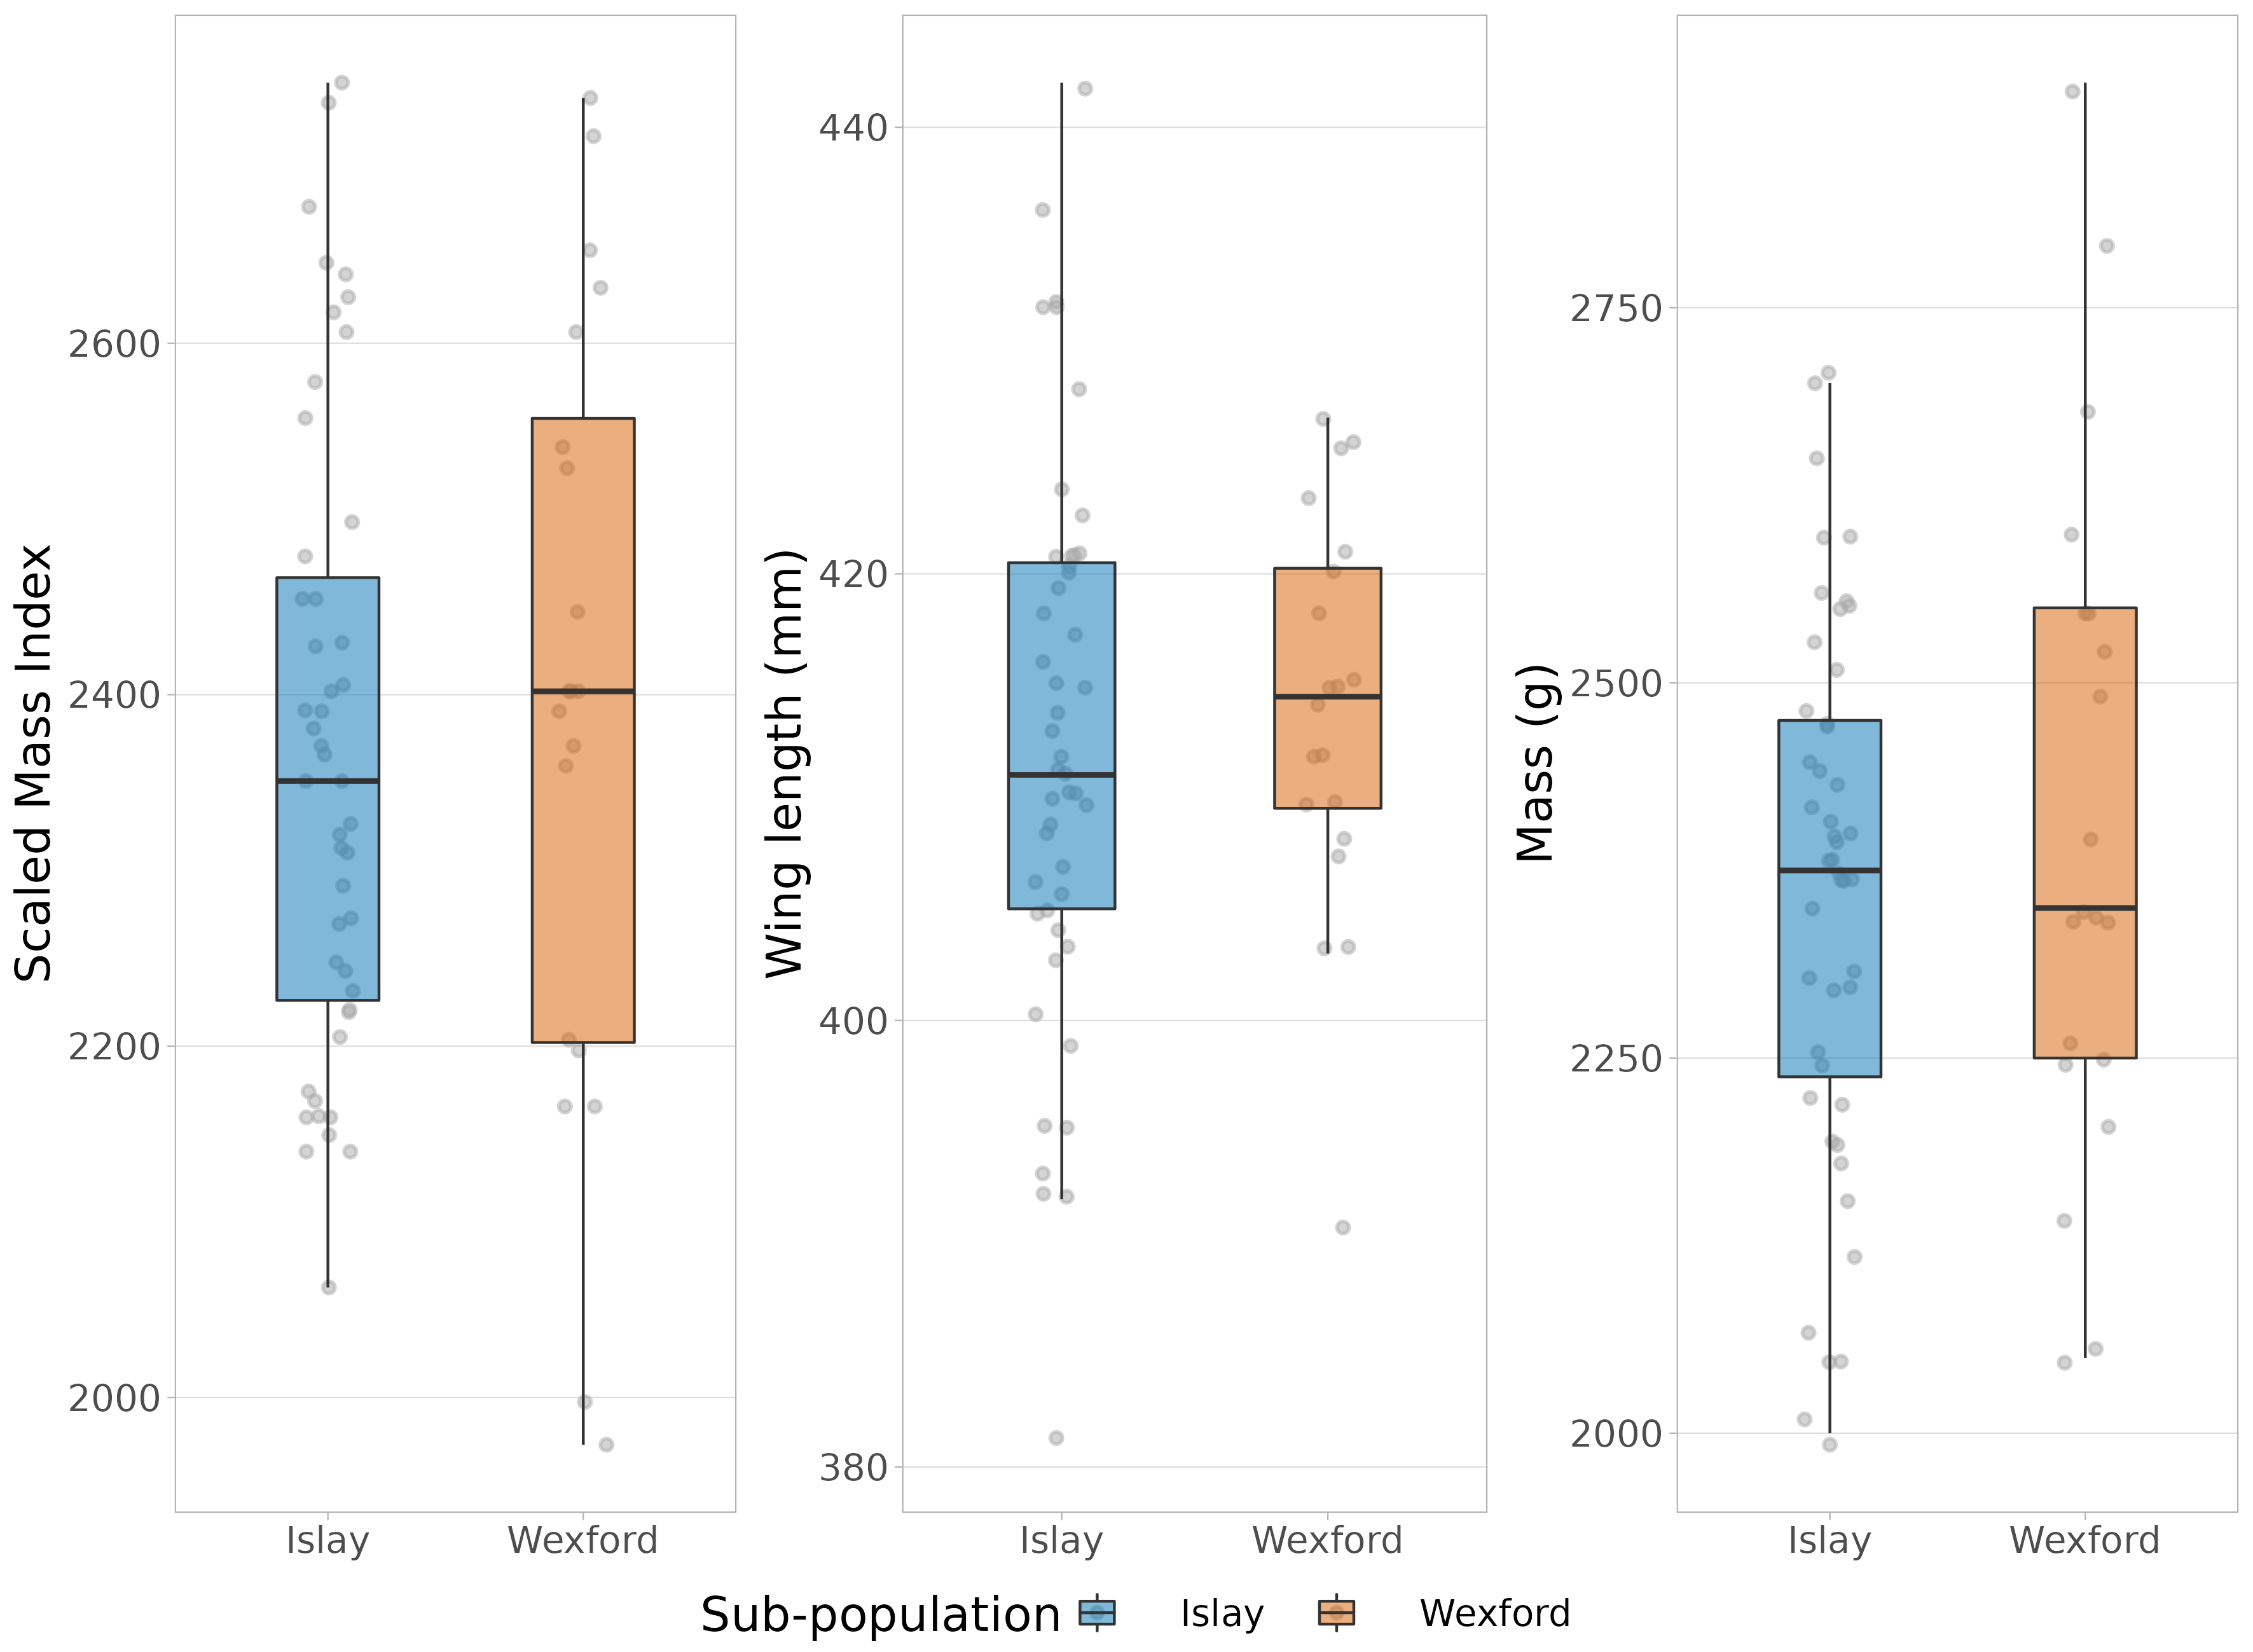 Scaled Mass Index
2600
2400
2200
2000
Islay Wexford
Wing length (mm)
440
420
400
380
Islay Wexford
Mass (g)
2750
2500
2250
2000
Islay Wexford
Sub-population Islay Wexford